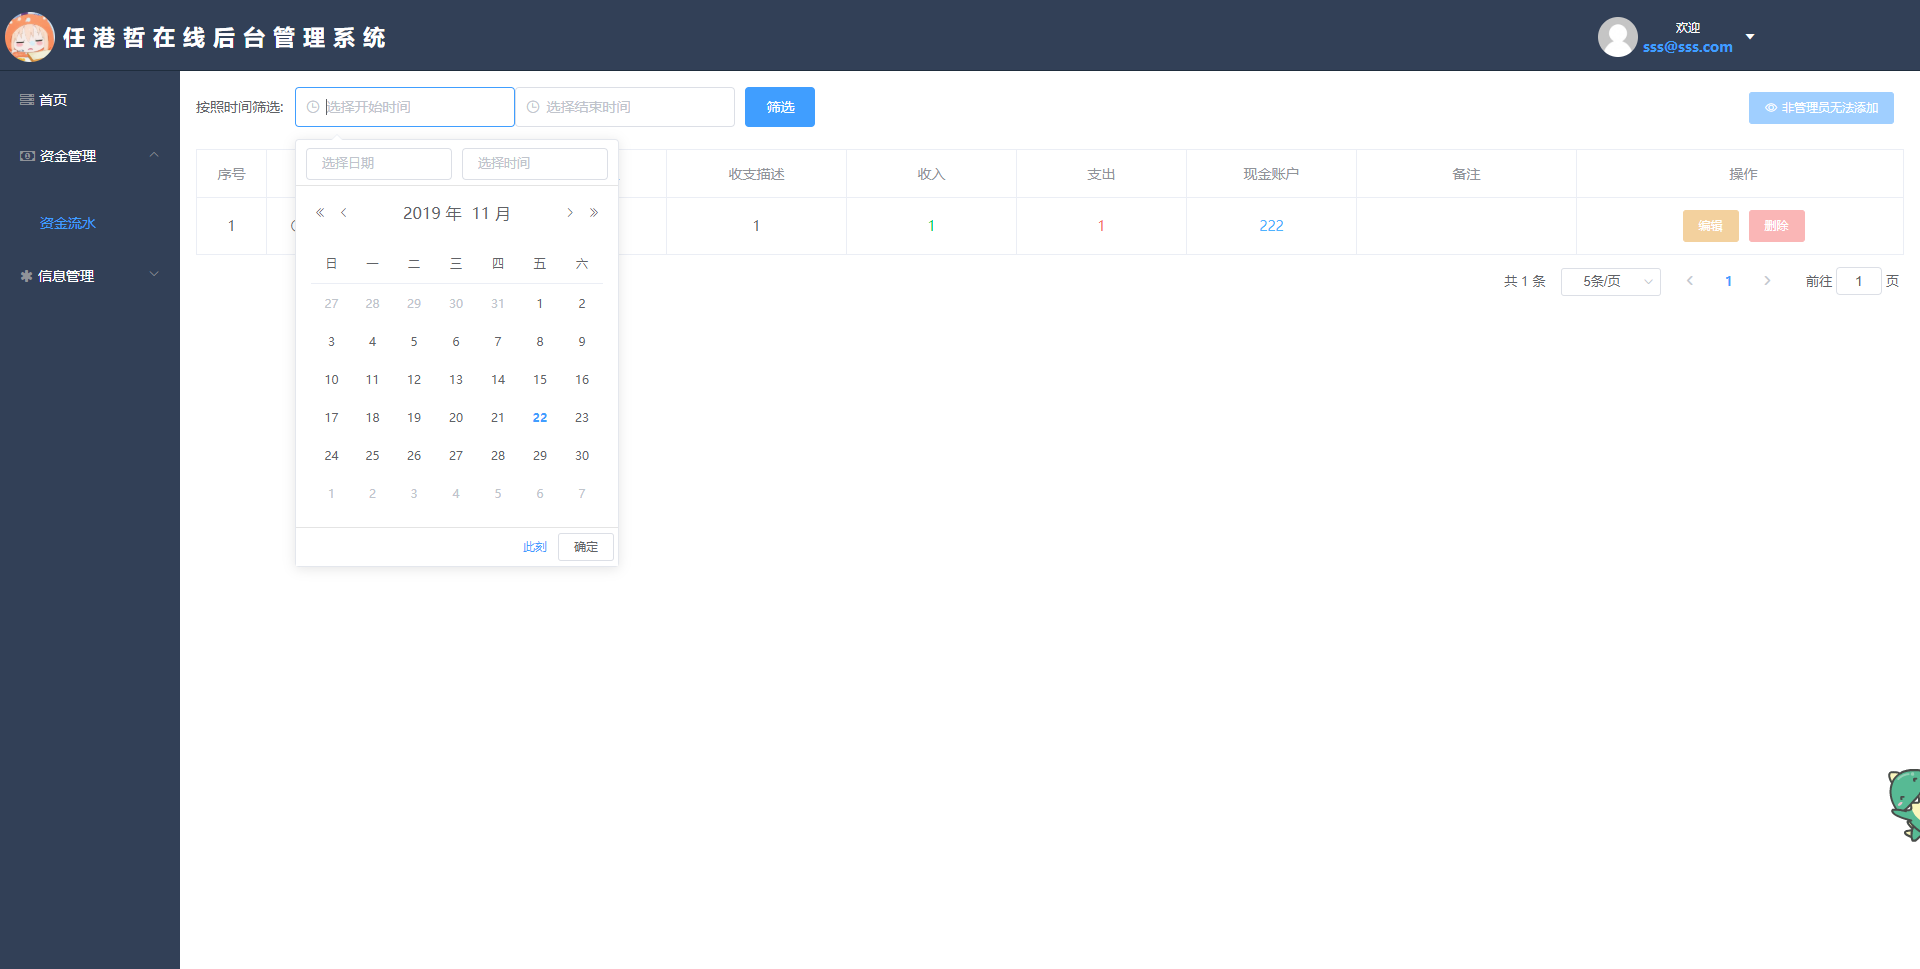 任港哲在线后台管理系统
欢迎
sss@sss.com
首页
资金管理
资金流水
信息管理
按照时间筛选:
选择开始时间
选择结束时间
筛选
非管理员无法添加
序号
收支描述
收入
支出
现金账户
备注
操作
1
1
1
1
222
编辑
删除
共 1 条
5条/页
1
前往
1
页
选择日期
选择时间
2019 年 11 月
日 一 二 三 四 五 六
27 28 29 30 31 1 2
3 4 5 6 7 8 9
10 11 12 13 14 15 16
17 18 19 20 21 22 23
24 25 26 27 28 29 30
1 2 3 4 5 6 7
此刻
确定